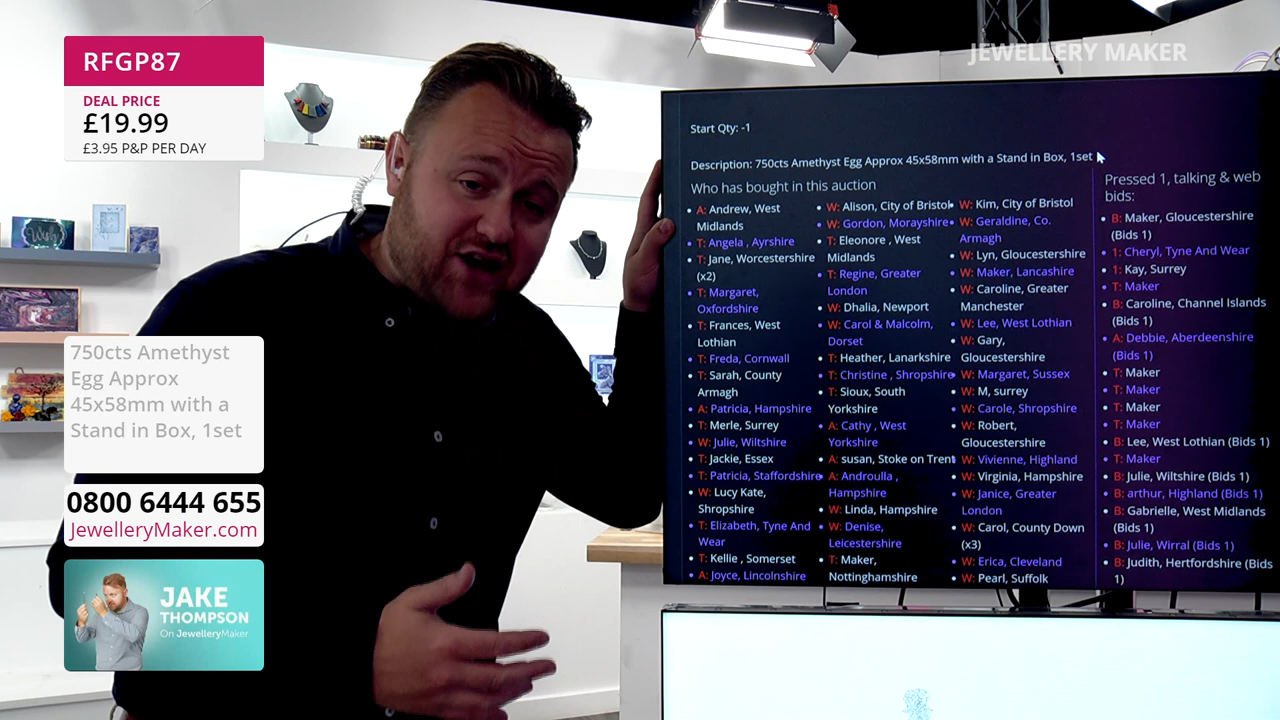 RFGP87
DEAL PRICE
£19.99
£3.95 P&P PER DAY
750cts Amethyst
Egg Approx
45x58mm with a
Stand in Box, 1set
0800 6444 655
JewelleryMaker.com
JAKE
THOMPSON
On JewelleryMaker
JEWELLERY MAKER
Start Qty: -1
Description: 750cts Amethyst Egg Approx 45x58mm with a Stand in Box, 1set
Who has bought in this auction
A: Andrew, West
Midlands
T: Angela , Ayrshire
T: Jane, Worcestershire
(x2)
T: Margaret,
Oxfordshire
T: Frances, West
Lothian
T: Freda, Cornwall
T: Sarah, County
Armagh
A: Patricia, Hampshire
T: Merle, Surrey
W: Julie, Wiltshire
T: Jackie, Essex
T: Patricia, Staffordshire
W: Lucy Kate,
Shropshire
T: Elizabeth, Tyne And
Wear
T: Kellie , Somerset
A: Joyce, Lincolnshire
W: Alison, City of Bristol
W: Gordon, Morayshire
T: Eleonore , West
Midlands
T: Regine, Greater
London
W: Dhalia, Newport
W: Carol & Malcolm,
Dorset
T: Heather, Lanarkshire
T: Christine , Shropshire
T: Sioux, South
Yorkshire
A: Cathy , West
Yorkshire
A: susan, Stoke on Trent
A: Androulla ,
Hampshire
W: Linda, Hampshire
W: Denise,
Leicestershire
T: Maker,
Nottinghamshire
W: Kim, City of Bristol
W: Geraldine, Co.
Armagh
W: Lyn, Gloucestershire
W: Maker, Lancashire
W: Caroline, Greater
Manchester
W: Lee, West Lothian
W: Gary,
Gloucestershire
W: Margaret, Sussex
W: M, surrey
W: Carole, Shropshire
W: Robert,
Gloucestershire
W: Vivienne, Highland
W: Virginia, Hampshire
W: Janice, Greater
London
W: Carol, County Down
(x3)
W: Erica, Cleveland
W: Pearl, Suffolk
Pressed 1, talking & web
bids:
B: Maker, Gloucestershire
(Bids 1)
1: Cheryl, Tyne And Wear
1: Kay, Surrey
T: Maker
B: Caroline, Channel Islands
(Bids 1)
A: Debbie, Aberdeenshire
(Bids 1)
T: Maker
T: Maker
T: Maker
T: Maker
B: Lee, West Lothian (Bids 1)
T: Maker
B: Julie, Wiltshire (Bids 1)
B: arthur, Highland (Bids 1)
B: Gabrielle, West Midlands
(Bids 1)
B: Julie, Wirral (Bids 1)
B: Judith, Hertfordshire (Bids
1)